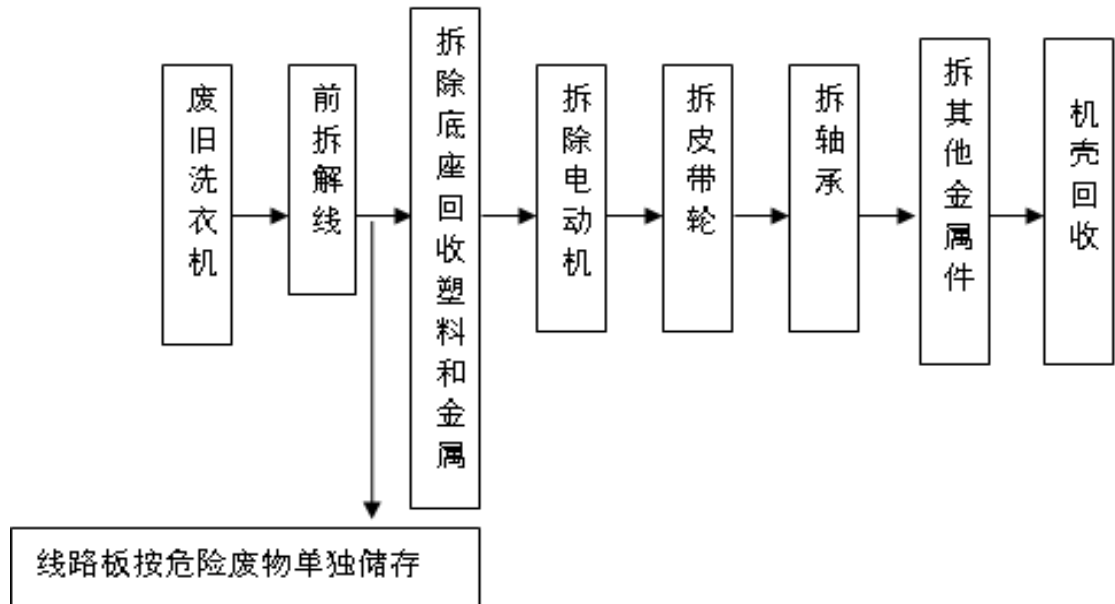 废旧洗衣机
前拆解线
拆除底座回收塑料和金属
拆除电动机
拆皮带轮
拆轴承
拆其他金属件
机壳回收
线路板按危险废物单独储存